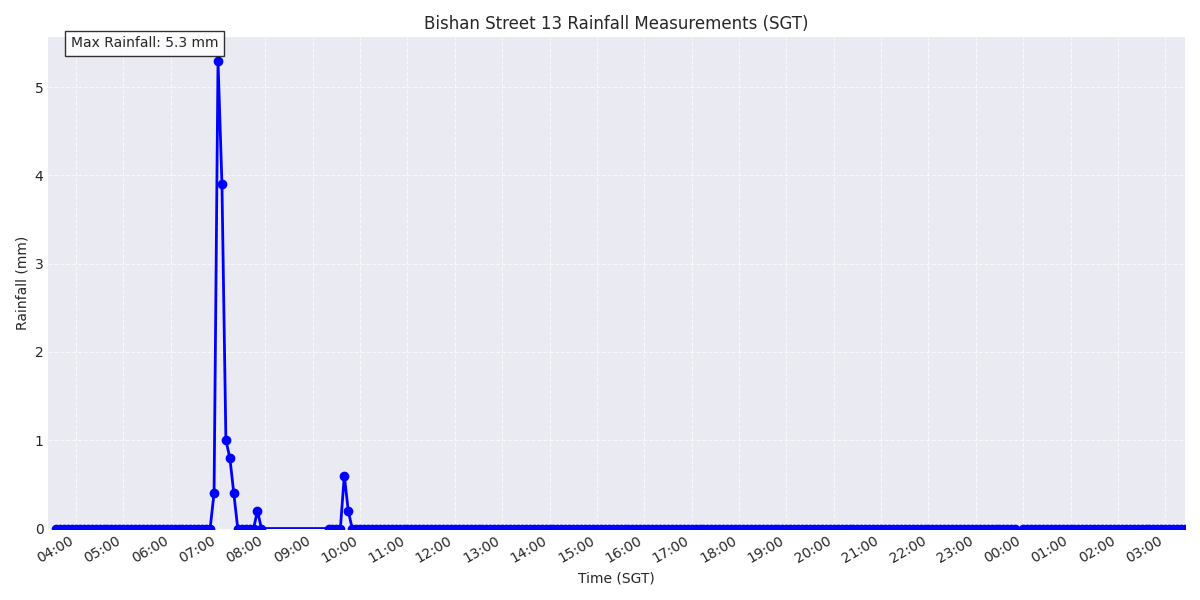 Bishan Street 13 Rainfall Measurements (SGT)
Max Rainfall: 5.3 mm
5
4
3
2
1
0
Rainfall (mm)
04:00 05:00 06:00 07:00 08:00 09:00 10:00 11:00 12:00 13:00 14:00 15:00 16:00 17:00 18:00 19:00 20:00 21:00 22:00 23:00 00:00 01:00 02:00 03:00
Time (SGT)